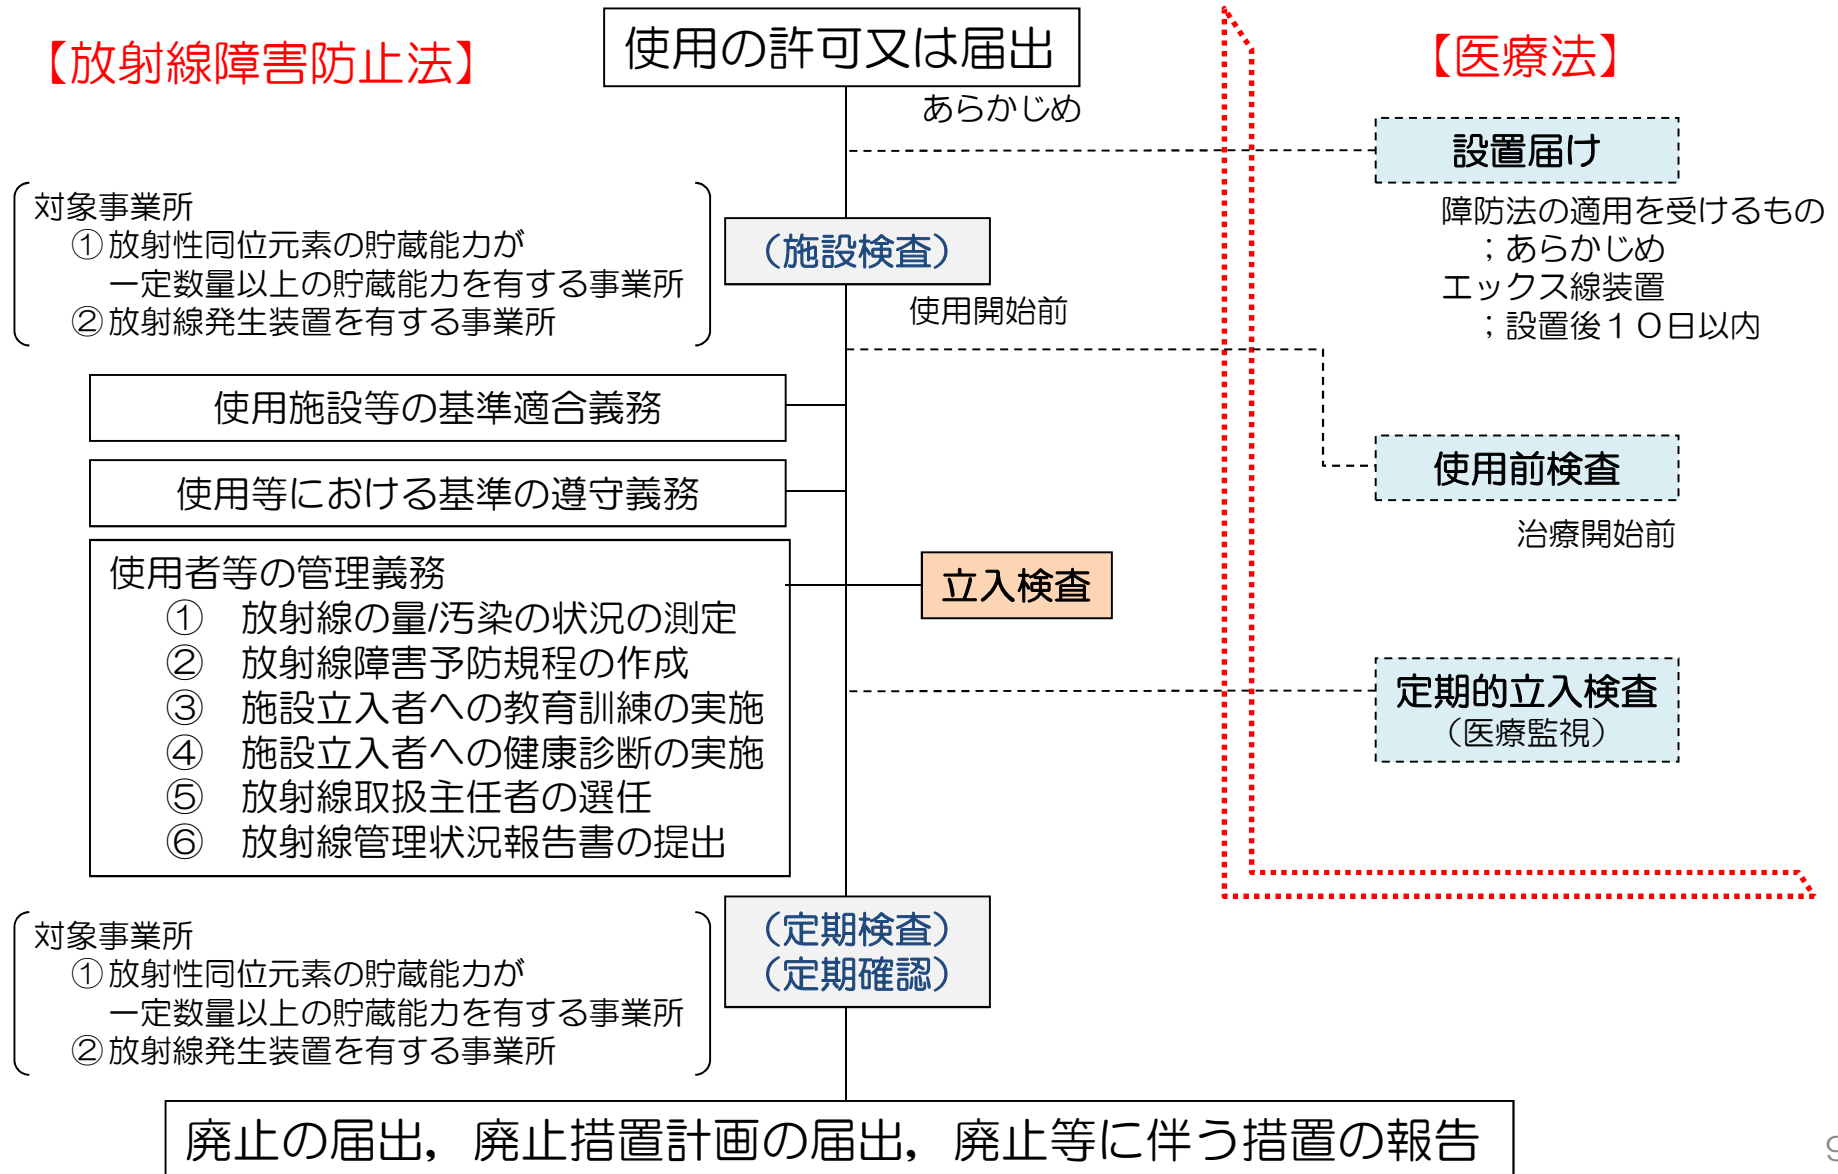 【放射線障害防止法】
使用の許可又は届出
【医療法】
あらかじめ
設置届け
障防法の適用を受けるもの
；あらかじめ
エックス線装置
；設置後１０日以内
対象事業所
①放射性同位元素の貯蔵能力が
一定数量以上の貯蔵能力を有する事業所
②放射線発生装置を有する事業所
（施設検査）
使用開始前
使用施設等の基準適合義務
使用等における基準の遵守義務
使用前検査
治療開始前
使用者等の管理義務
①　放射線の量/汚染の状況の測定
②　放射線障害予防規程の作成
③　施設立入者への教育訓練の実施
④　施設立入者への健康診断の実施
⑤　放射線取扱主任者の選任
⑥　放射線管理状況報告書の提出
立入検査
定期的立入検査
（医療監視）
対象事業所
①放射性同位元素の貯蔵能力が
一定数量以上の貯蔵能力を有する事業所
②放射線発生装置を有する事業所
（定期検査）
（定期確認）
廃止の届出，廃止措置計画の届出，廃止等に伴う措置の報告
9